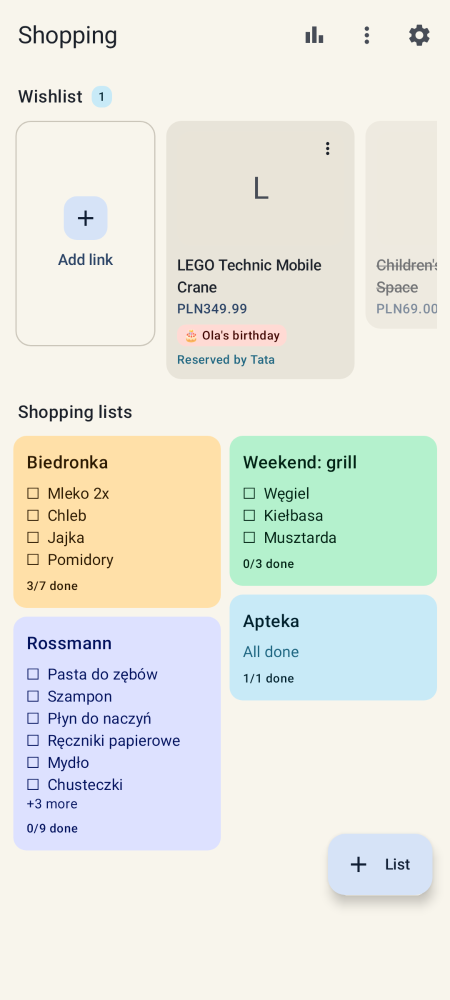 Shopping
Wishlist 1
Add link
L
LEGO Technic Mobile
Crane
PLN349.99
🎂 Ola's birthday
Reserved by Tata
Children's
Space
PLN69.00
Shopping lists
Biedronka
☐ Mleko 2x
☐ Chleb
☐ Jajka
☐ Pomidory
3/7 done
Weekend: grill
☐ Węgiel
☐ Kiełbasa
☐ Musztarda
0/3 done
Apteka
All done
1/1 done
Rossmann
☐ Pasta do zębów
☐ Szampon
☐ Płyn do naczyń
☐ Ręczniki papierowe
☐ Mydło
☐ Chusteczki
+3 more
0/9 done
+ List